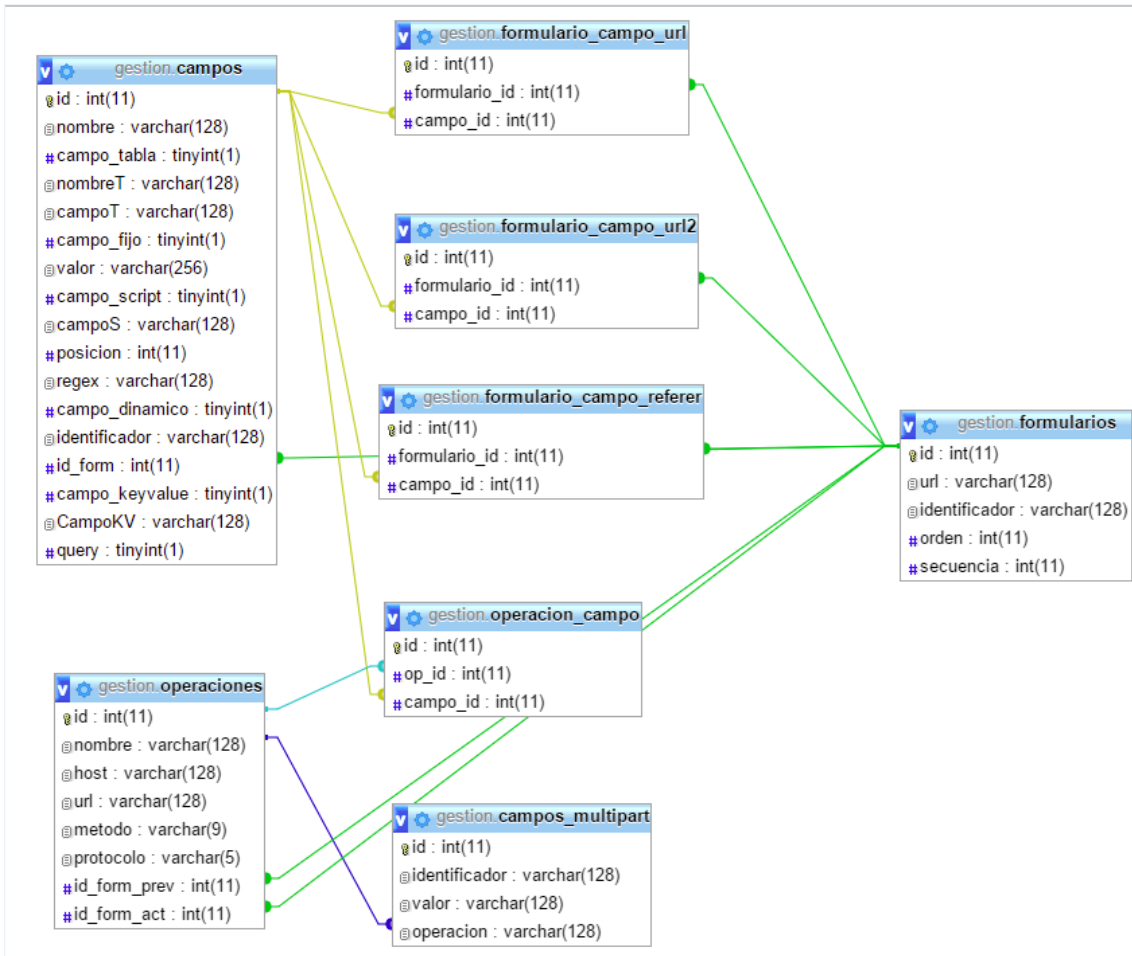 gestion.campos
id : int(11)
nombre : varchar(128)
campo_tabla : tinyint(1)
nombreT : varchar(128)
campoT : varchar(128)
campo_fijo : tinyint(1)
valor : varchar(256)
campo_script : tinyint(1)
campoS : varchar(128)
posicion : int(11)
regex : varchar(128)
campo_dinamico : tinyint(1)
identificador : varchar(128)
id_form : int(11)
campo_keyvalue : tinyint(1)
CampoKV : varchar(128)
query : tinyint(1)
gestion.formulario_campo_url
id : int(11)
formulario_id : int(11)
campo_id : int(11)
gestion.formulario_campo_url2
id : int(11)
formulario_id : int(11)
campo_id : int(11)
gestion.formulario_campo_referer
id : int(11)
formulario_id : int(11)
campo_id : int(11)
gestion.formularios
id : int(11)
url : varchar(128)
identificador : varchar(128)
orden : int(11)
secuencia : int(11)
gestion.operacion_campo
id : int(11)
op_id : int(11)
campo_id : int(11)
gestion.operaciones
id : int(11)
nombre : varchar(128)
host : varchar(128)
url : varchar(128)
metodo : varchar(9)
protocolo : varchar(5)
id_form_prev : int(11)
id_form_act : int(11)
gestion.campos_multipart
id : int(11)
identificador : varchar(128)
valor : varchar(128)
operacion : varchar(128)